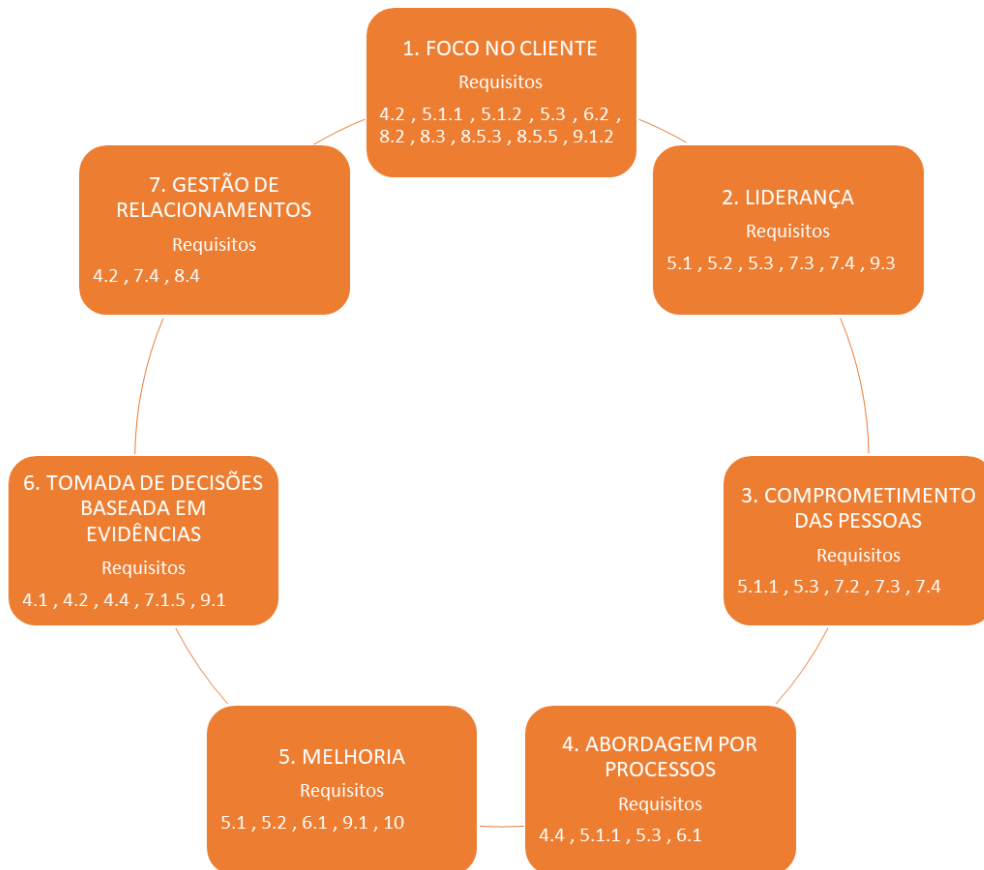 1. FOCO NO CLIENTE
Requisitos
4.2 , 5.1.1 , 5.1.2 , 5.3 , 6.2 ,
8.2 , 8.3 , 8.5.3 , 8.5.5 , 9.1.2
2. LIDERANÇA
Requisitos
5.1 , 5.2 , 5.3 , 7.3 , 7.4 , 9.3
3. COMPROMETIMENTO
DAS PESSOAS
Requisitos
5.1.1 , 5.3 , 7.2 , 7.3 , 7.4
4. ABORDAGEM POR
PROCESSOS
Requisitos
4.4 , 5.1.1 , 5.3 , 6.1
5. MELHORIA
Requisitos
5.1 , 5.2 , 6.1 , 9.1 , 10
6. TOMADA DE DECISÕES
BASEADA EM
EVIDÊNCIAS
Requisitos
4.1 , 4.2 , 4.4 , 7.1.5 , 9.1
7. GESTÃO DE
RELACIONAMENTOS
Requisitos
4.2 , 7.4 , 8.4